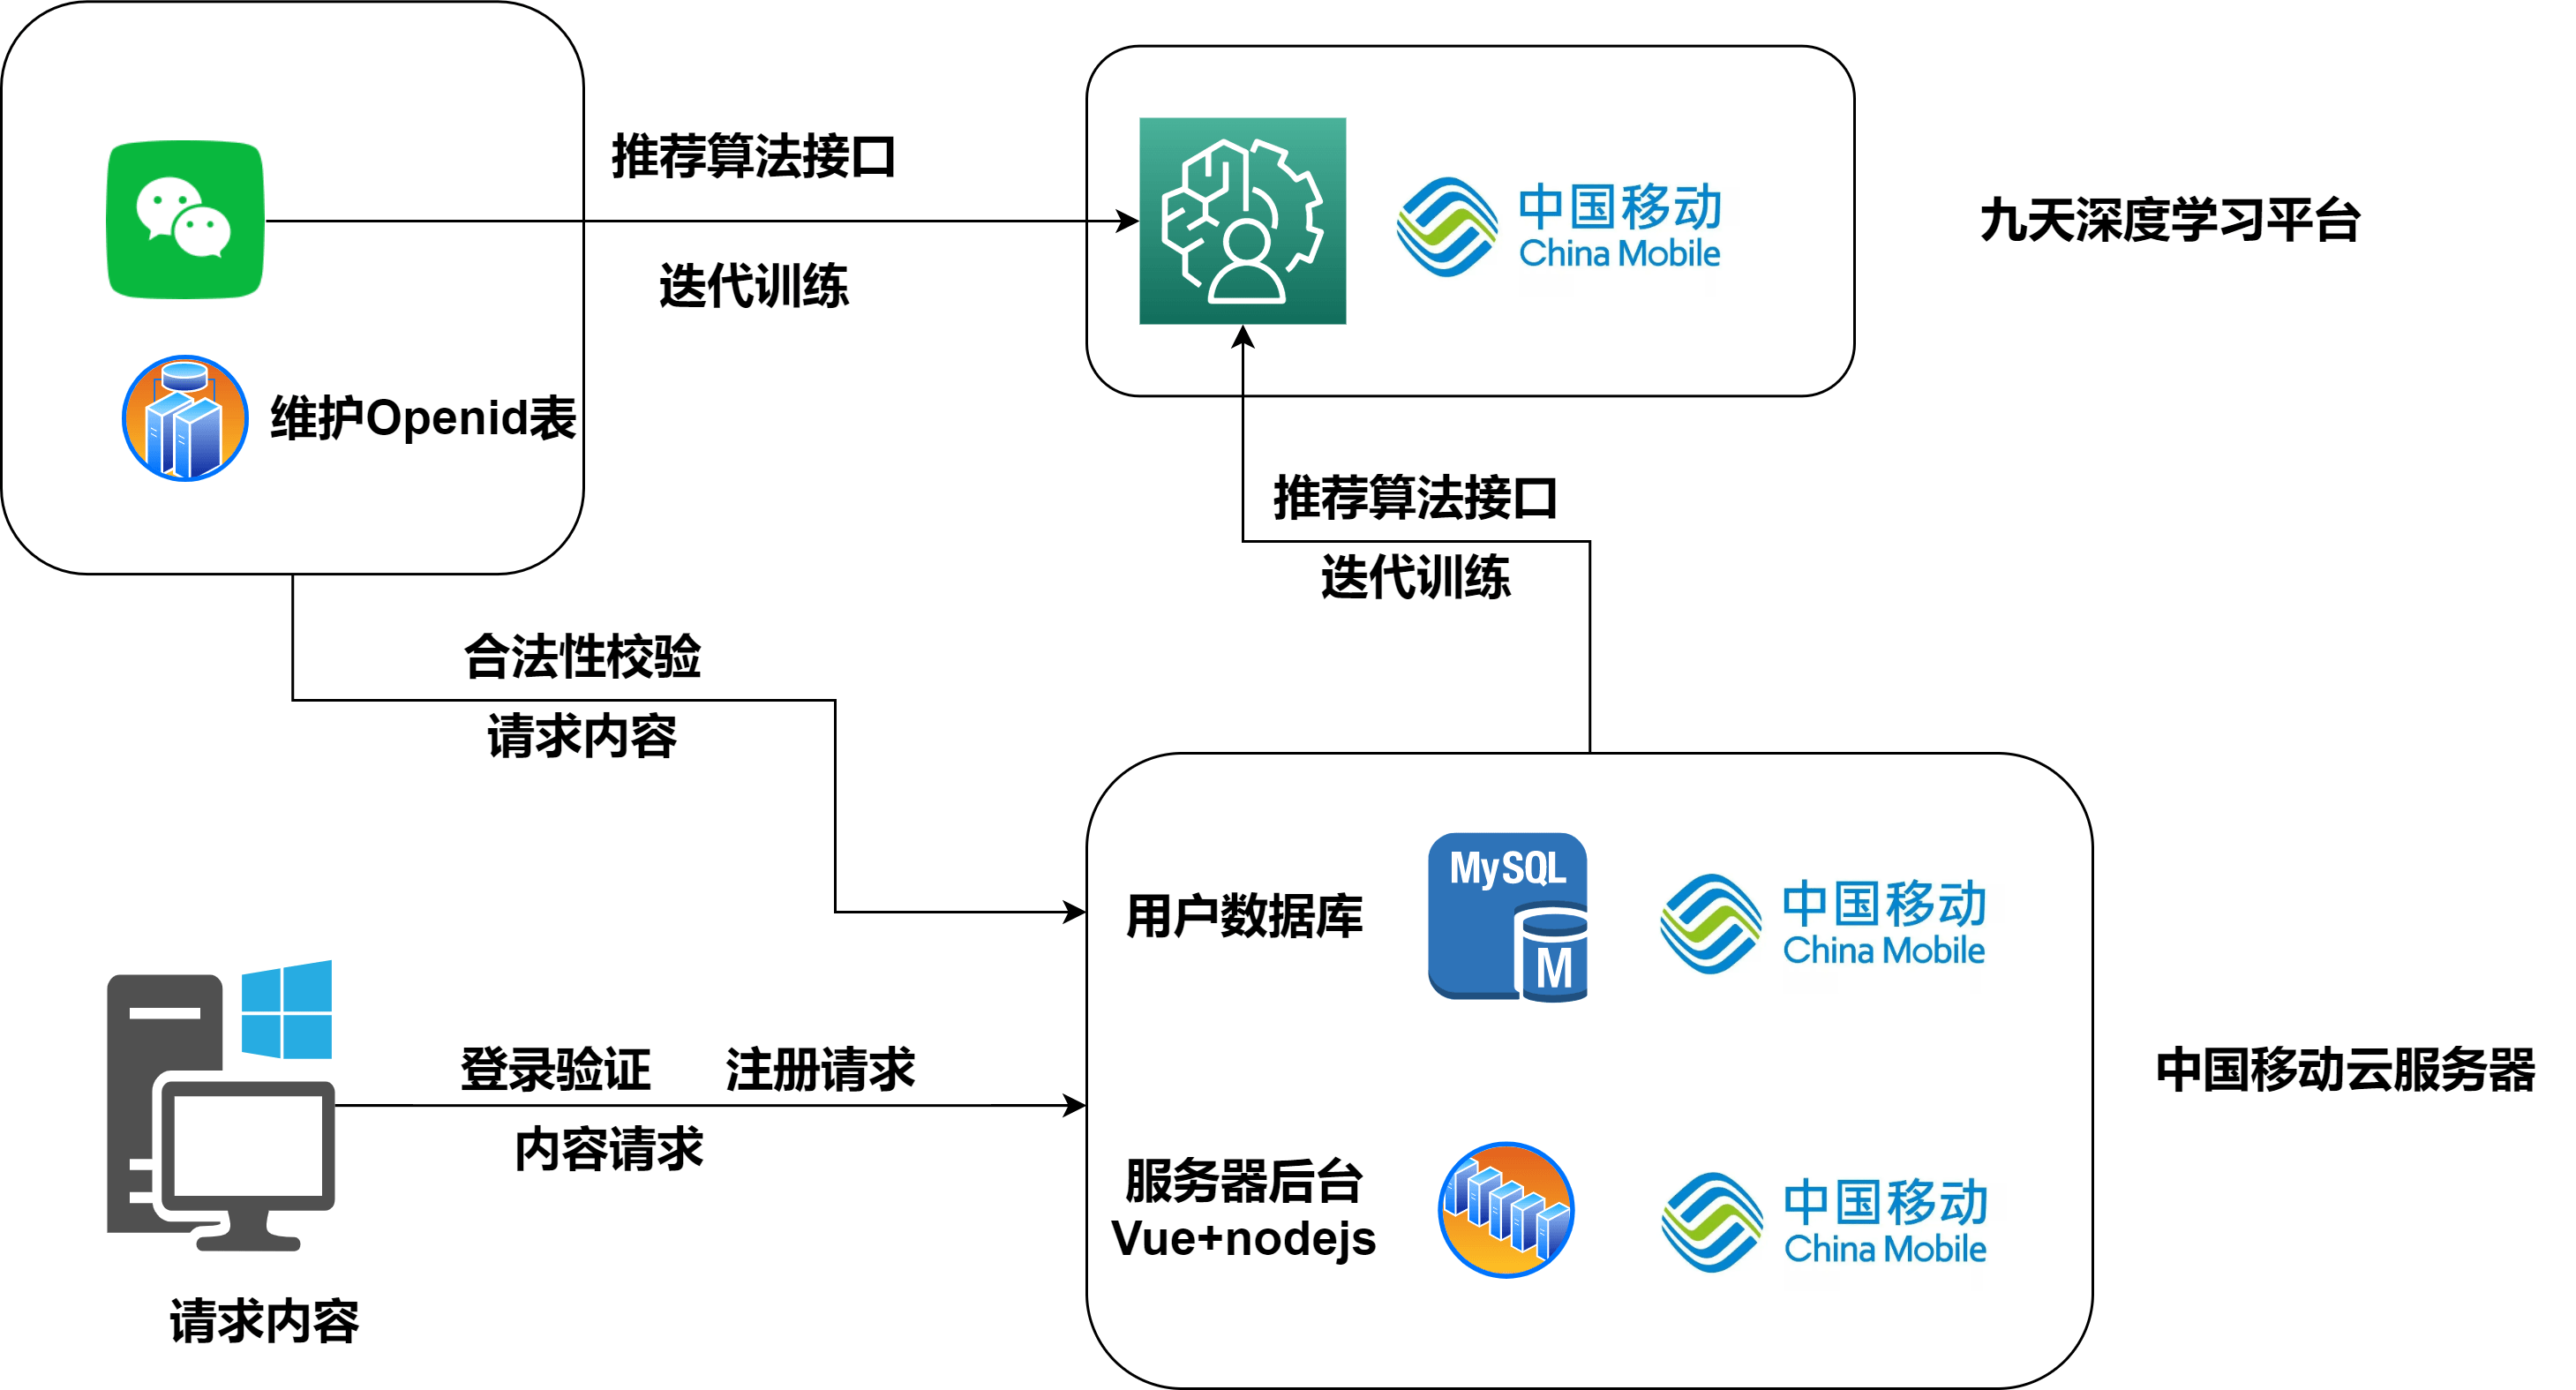 推荐算法接口
迭代训练
维护Openid表
中国移动
China Mobile
九天深度学习平台
推荐算法接口
迭代训练
合法性校验
请求内容
用户数据库
MySQL
M
中国移动
China Mobile
登录验证
注册请求
内容请求
中国移动云服务器
服务器后台
Vue+nodejs
中国移动
China Mobile
请求内容